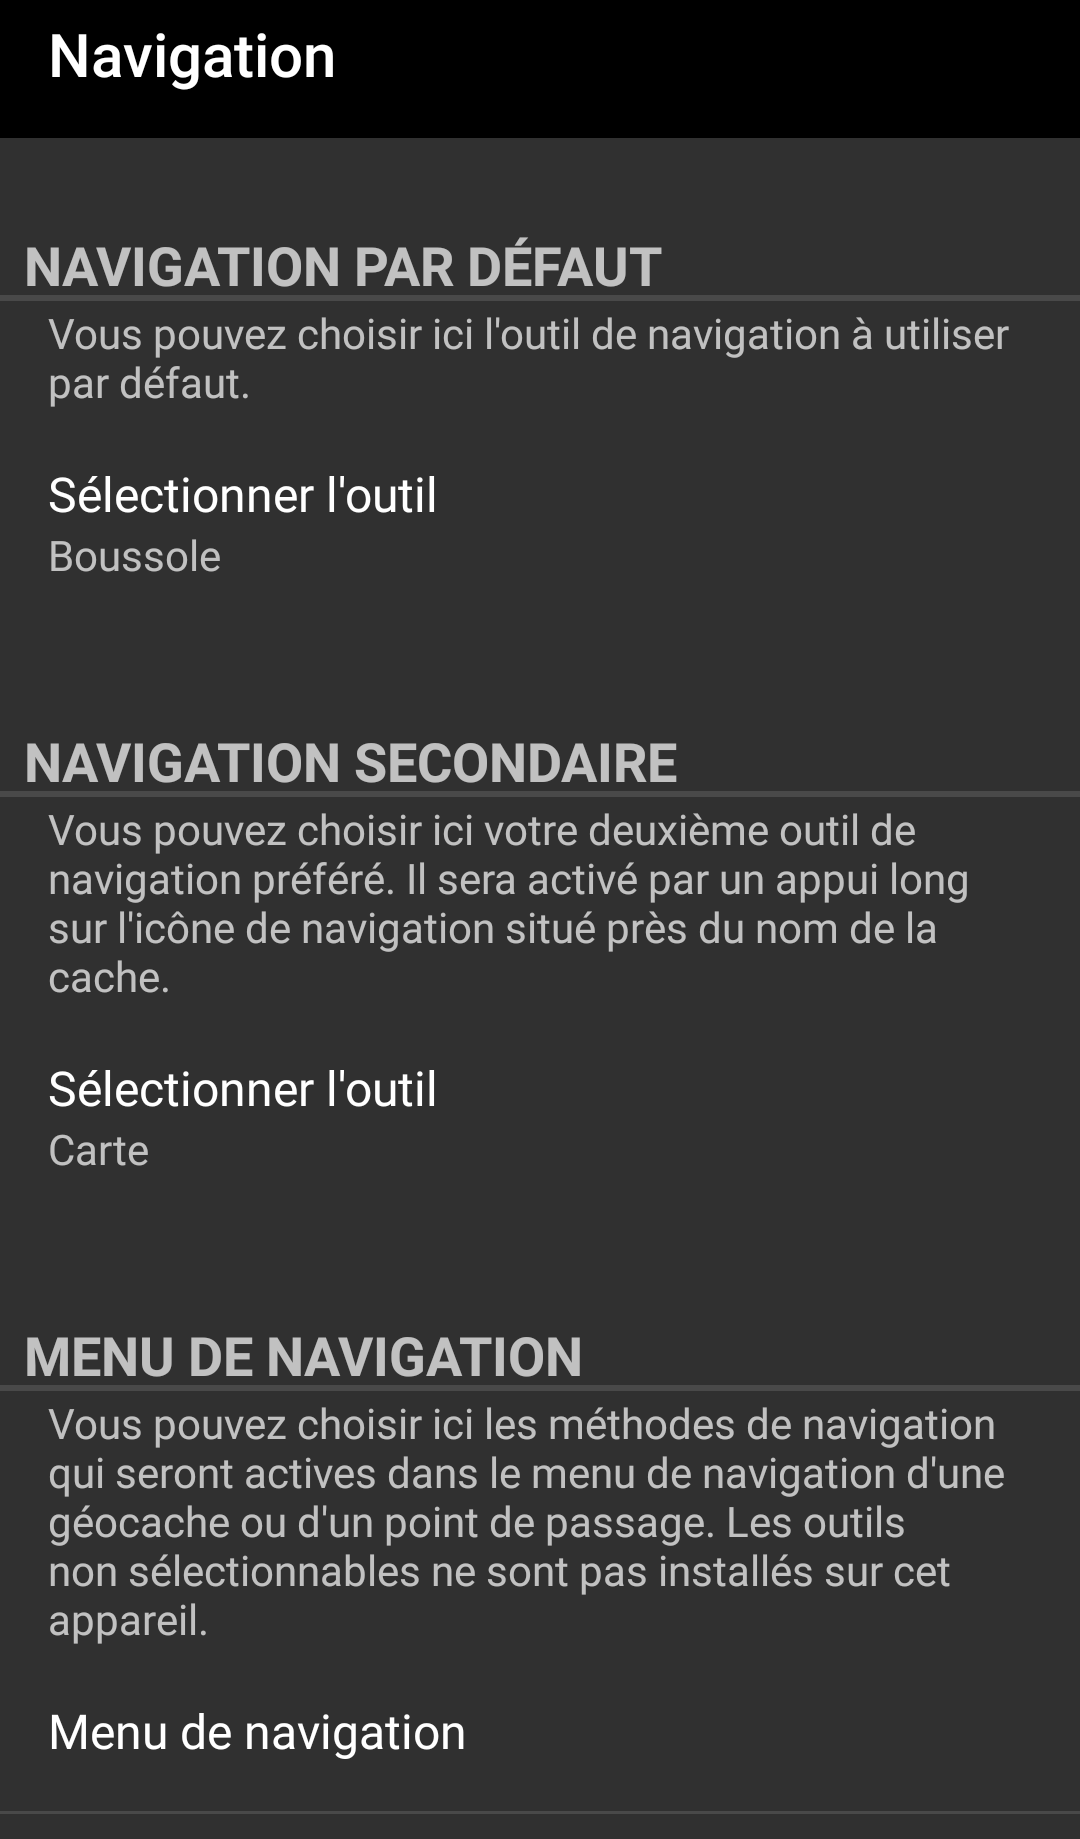 Navigation
NAVIGATION PAR DÉFAUT
Vous pouvez choisir ici l'outil de navigation à utiliser
par défaut.
Sélectionner l'outil
Boussole
NAVIGATION SECONDAIRE
Vous pouvez choisir ici votre deuxième outil de
navigation préféré. Il sera activé par un appui long
sur l'icône de navigation situé près du nom de la
cache.
Sélectionner l'outil
Carte
MENU DE NAVIGATION
Vous pouvez choisir ici les méthodes de navigation
qui seront actives dans le menu de navigation d'une
géocache ou d'un point de passage. Les outils
non sélectionnables ne sont pas installés sur cet
appareil.
Menu de navigation